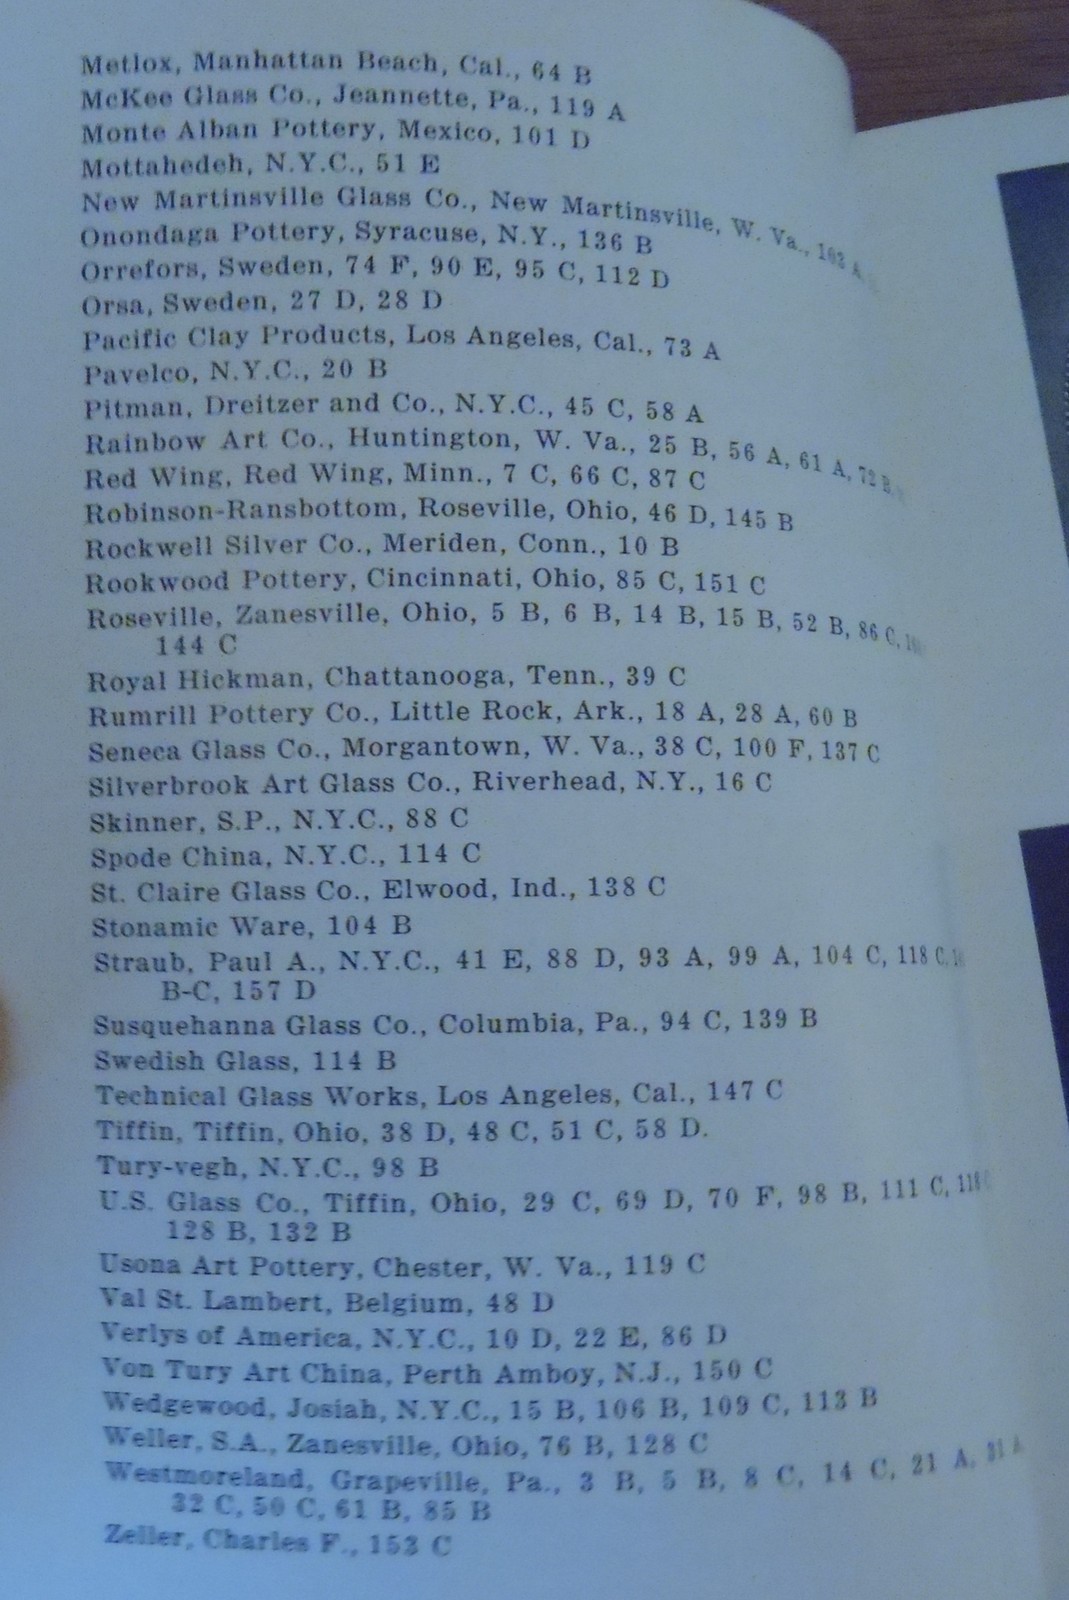 Metlox, Manhattan Beach, Cal., 64 B
McKee Glass Co., Jeannette, Pa., 119 A
Monte Alban Pottery, Mexico, 101 D
Mottahedeh, N.Y.C., 51 E
New Martinsville Glass Co., New Martinsville, W. Va., 103 A
Onondaga Pottery, Syracuse, N.Y., 136 B
Orrefors, Sweden, 74 F, 90 E, 95 C, 112 D
Orsa, Sweden, 27 D, 28 D
Pacific Clay Products, Los Angeles, Cal., 73 A
Pavelco, N.Y.C., 20 B
Pitman, Dreitzer and Co., N.Y.C., 45 C, 58 A
Rainbow Art Co., Huntington, W. Va., 25 B, 56 A, 61 A, 72 B,
Red Wing, Red Wing, Minn., 7 C, 66 C, 87 C
Robinson-Ransbottom, Roseville, Ohio, 46 D, 145 B
Rockwell Silver Co., Meriden, Conn., 10 B
Rookwood Pottery, Cincinnati, Ohio, 85 C, 151 C
Roseville, Zanesville, Ohio, 5 B, 6 B, 14 B, 15 B, 52 B, 86 C,
144 C
Royal Hickman, Chattanooga, Tenn., 39 C
Rumrill Pottery Co., Little Rock, Ark., 18 A, 28 A, 60 B
Seneca Glass Co., Morgantown, W. Va., 38 C, 100 F, 137 C
Silverbrook Art Glass Co., Riverhead, N.Y., 16 C
Skinner, S.P., N.Y.C., 88 C
Spode China, N.Y.C., 114 C
St. Claire Glass Co., Elwood, Ind., 138 C
Stonamic Ware, 104 B
Straub, Paul A., N.Y.C., 41 E, 88 D, 93 A, 99 A, 104 C, 118 C,
B-C, 157 D
Susquehanna Glass Co., Columbia, Pa., 94 C, 139 B
Swedish Glass, 114 B
Technical Glass Works, Los Angeles, Cal., 147 C
Tiffin, Tiffin, Ohio, 38 D, 48 C, 51 C, 58 D.
Tury-vegh, N.Y.C., 98 B
U.S. Glass Co., Tiffin, Ohio, 29 C, 69 D, 70 F, 98 B, 111 C,
128 B, 132 B
Usona Art Pottery, Chester, W. Va., 119 C
Val St. Lambert, Belgium, 48 D
Verlys of America, N.Y.C., 10 D, 22 E, 86 D
Von Tury Art China, Perth Amboy, N.J., 150 C
Wedgewood, Josiah, N.Y.C., 15 B, 106 B, 109 C, 113 B
Weller, S.A., Zanesville, Ohio, 76 B, 128 C
Westmoreland, Grapeville, Pa., 3 B, 5 B, 8 C, 14 C, 21 A, 31 A
32 C, 50 C, 61 B, 85 B
Zeller, Charles F., 153 C